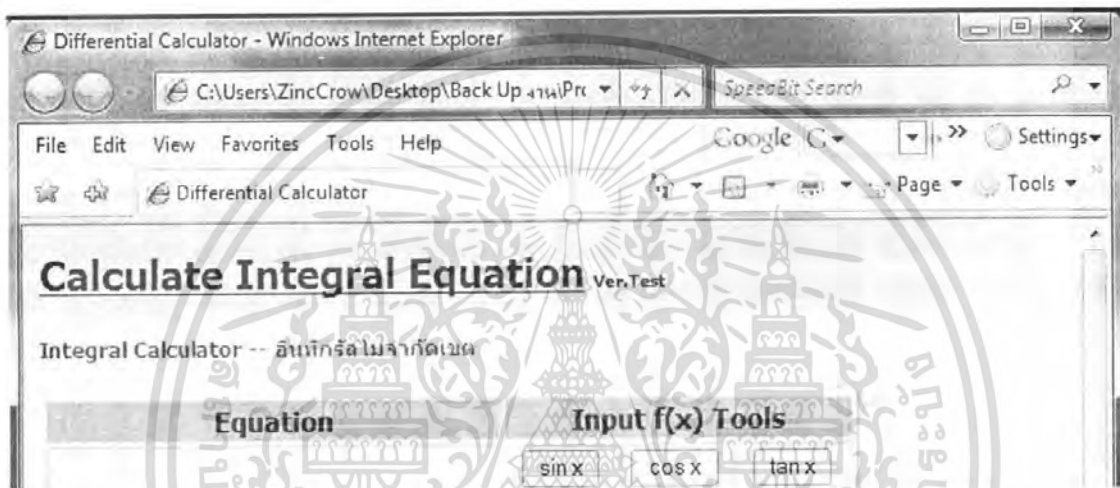 Differential Calculator - Windows Internet Explorer
C:\Users\ZincCrow\Desktop\Back Up งาน\Prc SpeedBit Search
File Edit View Favorites Tools Help Google G Settings
Differential Calculator Page Tools
Calculate Integral Equation Ver.Test
Integral Calculator -- อินทิกรัลไม่จำกัดเขต
Equation Input f(x) Tools
sin x cos x tan x